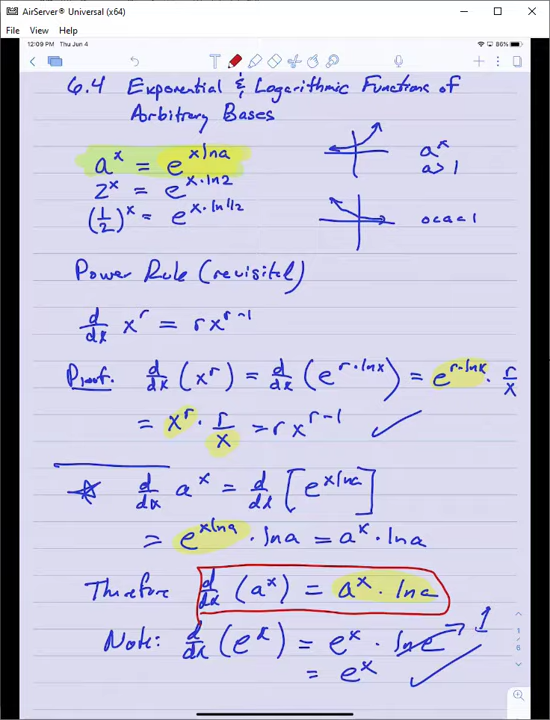 AirServer® Universal (x64)
File View Help
12:09 PM Thu Jun 4 86%
6.4 Exponential & Logarithmic Functions of
Arbitrary Bases
a^x = e^(x ln a)
a^x
a > 1
2^x = e^(x·ln 2)
(1/2)^x = e^(x·ln 1/2)
0<a<1
Power Rule (revisited)
d/dx x^r = r x^(r-1)
Proof. d/dx (x^r) = d/dx (e^(r·ln x)) = e^(r·ln x) · r/x
= x^r · r/x = r x^(r-1) ✓
☆ d/dx a^x = d/dx [e^(x ln a)]
= e^(x ln a) · ln a = a^x · ln a
Therefore d/dx (a^x) = a^x · ln a
Note: d/dx (e^x) = e^x · ln e → 1
= e^x ✓
1
8